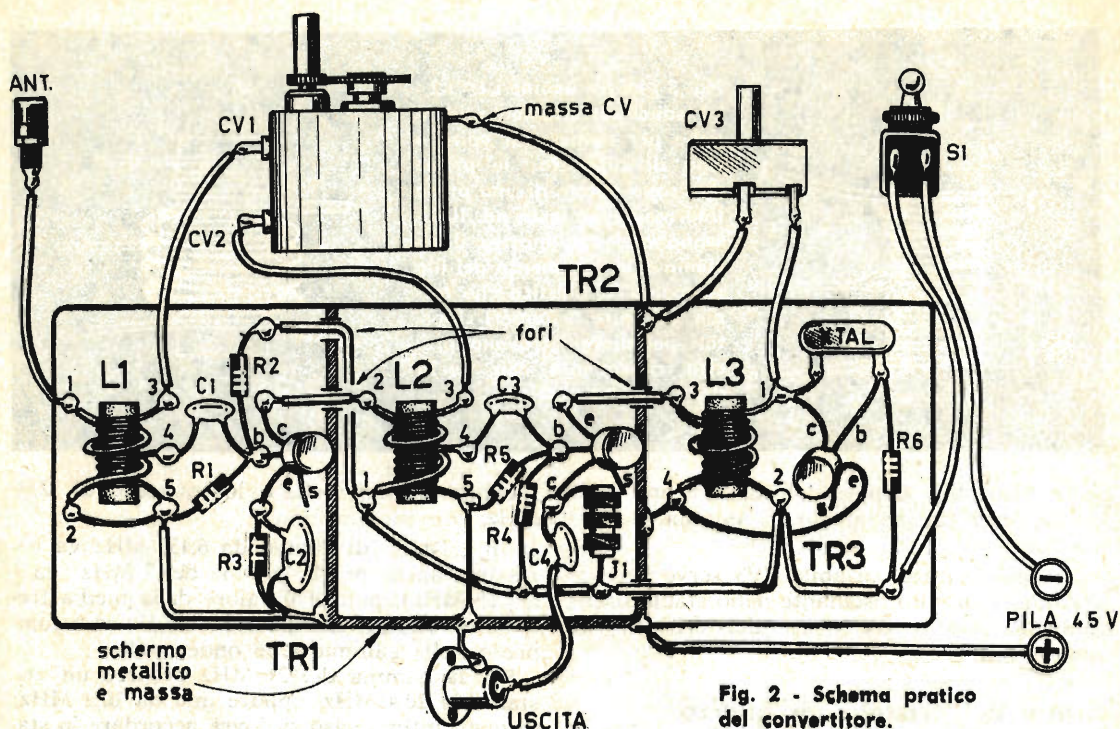 ANT.
CV1
CV2
massa CV
CV3
S1
TR2
fori
XTAL
L1
1
3
C1
4
R2
c
b
R1
e
s
5
2
R3
C2
L2
2
3
C3
4
e
b
R5
1
5
R4
c
s
C4
J1
L3
3
1
c
b
R6
4
2
e
s
TR3
TR1
schermo
metallico
e massa
USCITA
−
PILA 45 V
+
Fig. 2 - Schema pratico
del convertitore.